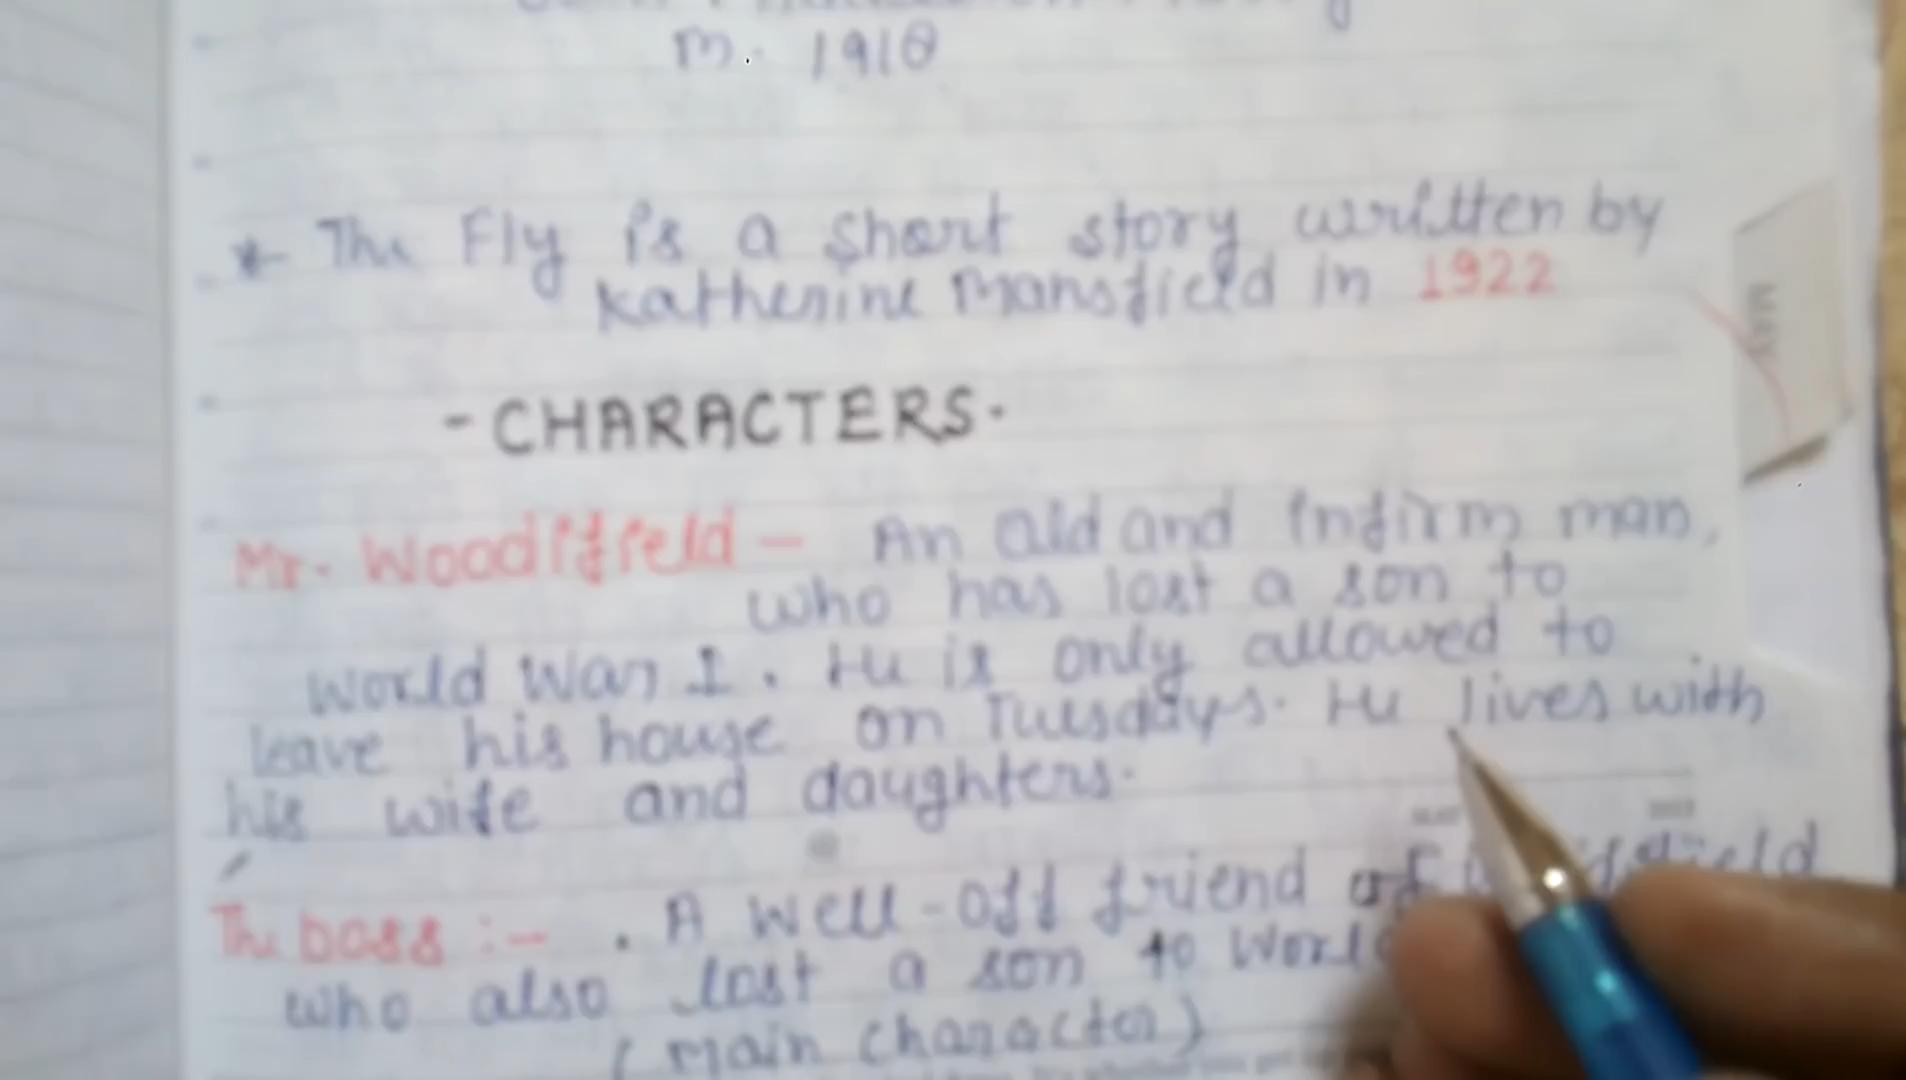 m. 1918
* The Fly is a short story written by
Katherine Mansfield in 1922
- CHARACTERS -
Mr. Woodifield - An old and infirm man,
who has lost a son to
World War I. He is only allowed to
leave his house on Tuesdays. He lives with
his wife and daughters.
The boss :- . A well-off friend of
who also lost a son to World
(main character)
MAY